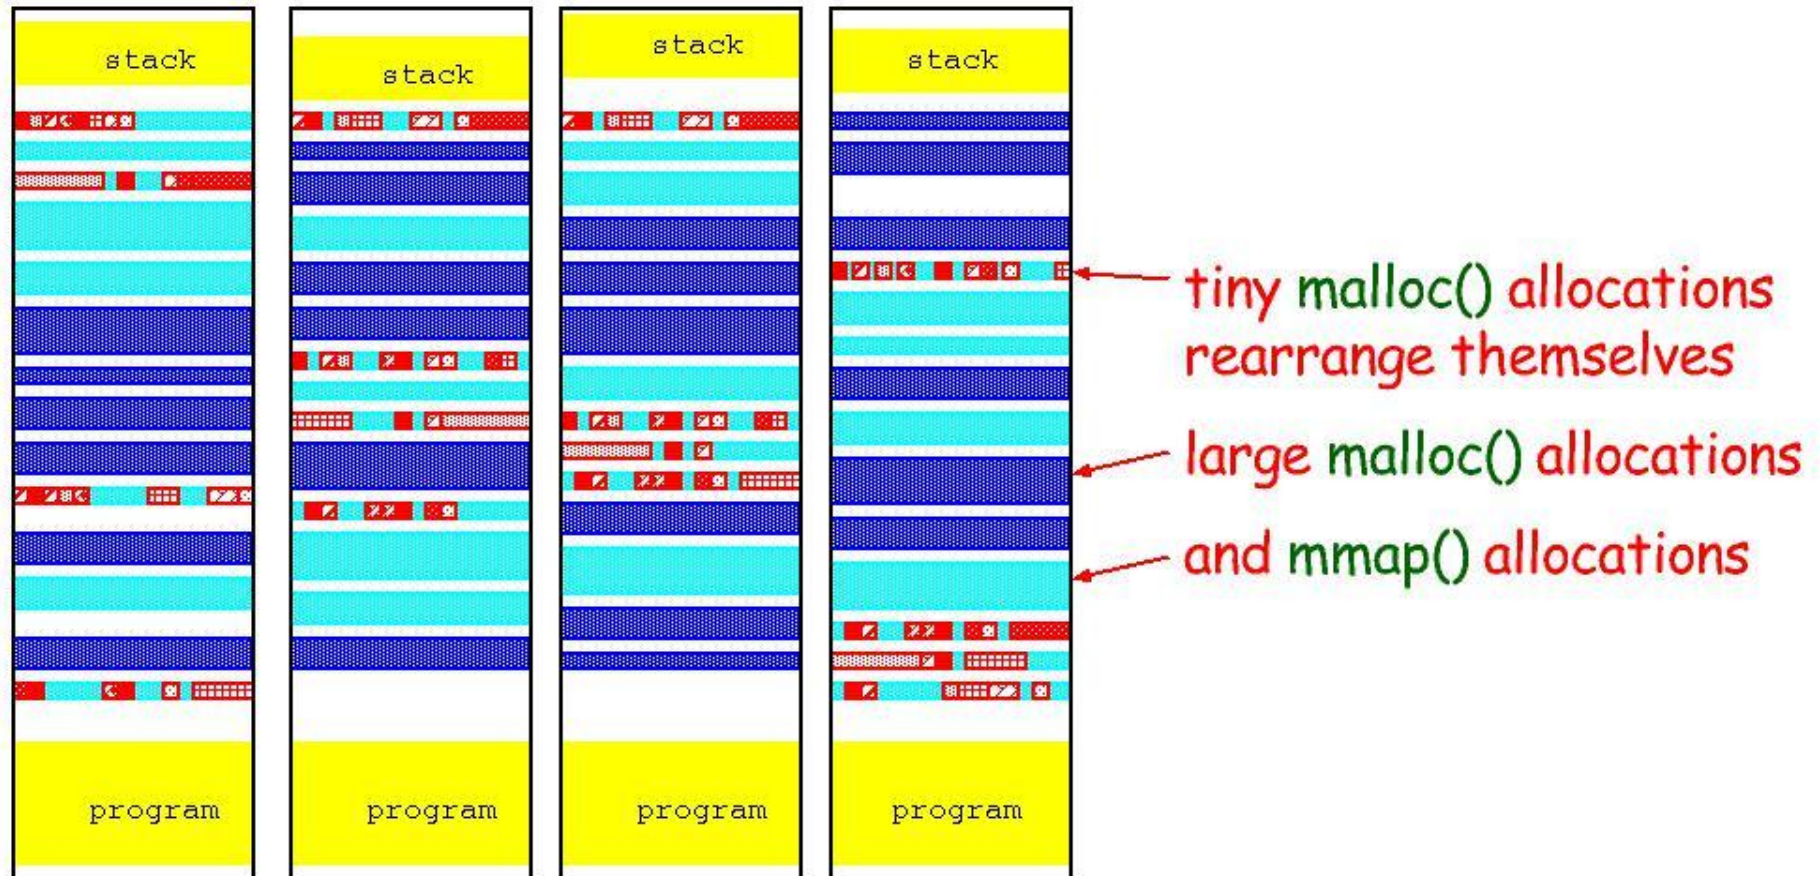 stack
stack
stack
stack
tiny malloc() allocations
rearrange themselves
large malloc() allocations
and mmap() allocations
program
program
program
program